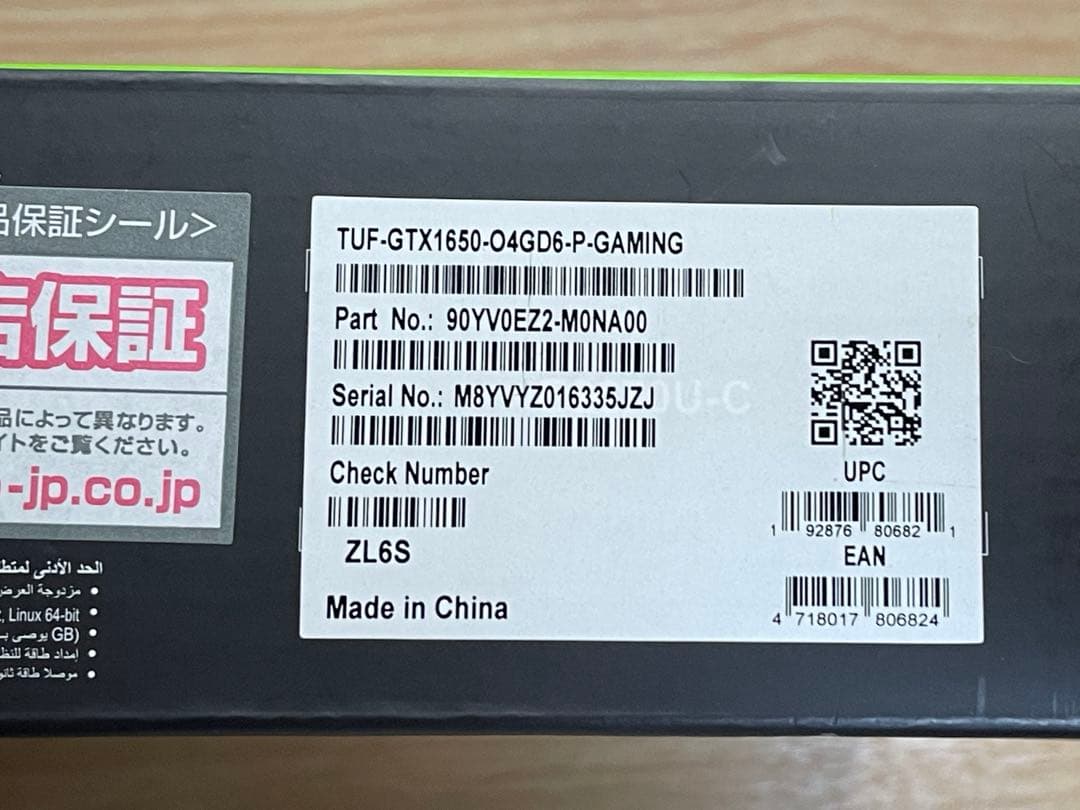 品保証シール>
店保証
品によって異なります。
イトをご覧ください。
-jp.co.jp
الحد الأدنى
مزدوجة العرض
, Linux 64-bit
GB) يوصى
إمداد طاقة
موصلا طاقة
TUF-GTX1650-O4GD6-P-GAMING
Part No.: 90YV0EZ2-M0NA00
Serial No.: M8YVYZ016335JZJ
Check Number
ZL6S
Made in China
UPC
1 92876 80682 1
EAN
4 718017 806824